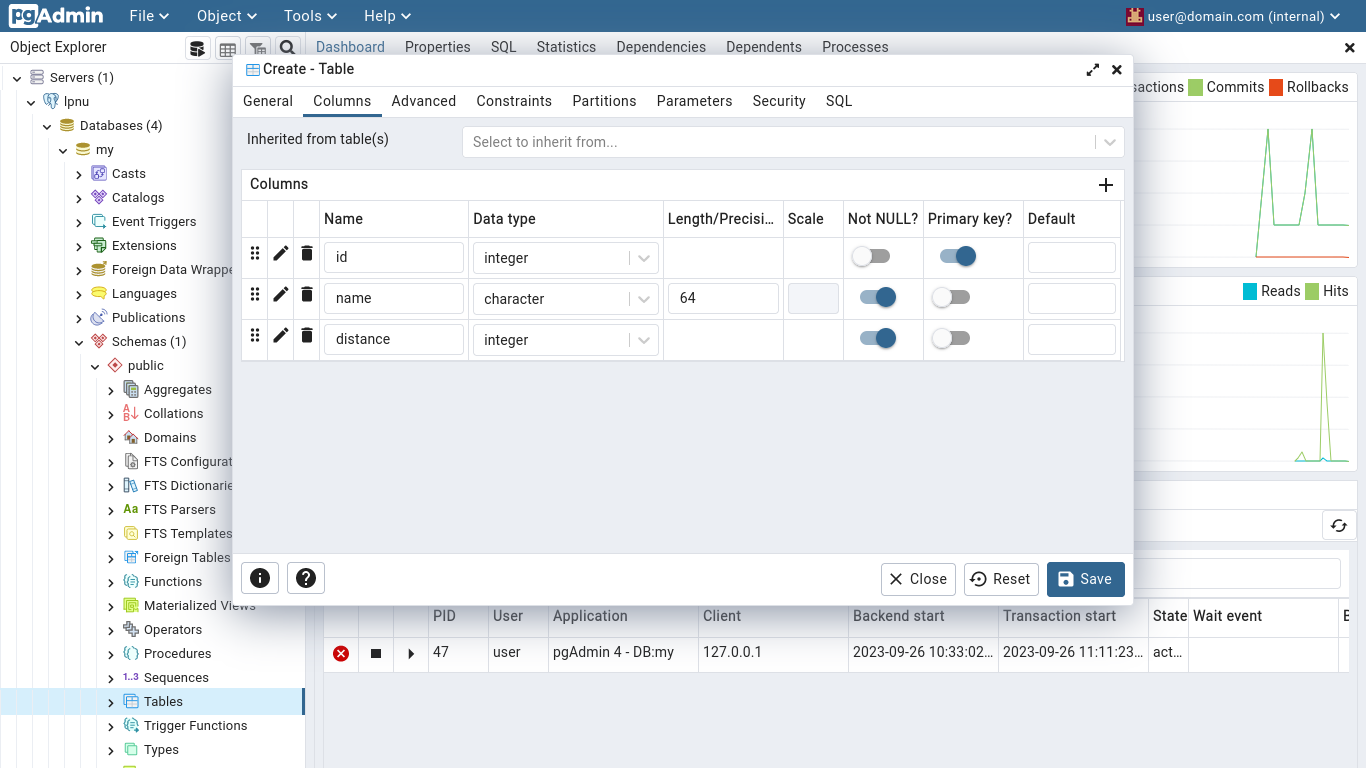 pgAdmin File Object Tools Help user@domain.com (internal)
Object Explorer
Dashboard Properties SQL Statistics Dependencies Dependents Processes
Servers (1)
lpnu
Databases (4)
my
Casts
Catalogs
Event Triggers
Extensions
Foreign Data Wrappe
Languages
Publications
Schemas (1)
public
Aggregates
Collations
Domains
FTS Configurat
FTS Dictionarie
FTS Parsers
FTS Templates
Foreign Tables
Functions
Materialized Views
Operators
Procedures
1..3 Sequences
Tables
Trigger Functions
Types
Create - Table
General Columns Advanced Constraints Partitions Parameters Security SQL
Inherited from table(s) Select to inherit from...
Columns
Name Data type Length/Precisi... Scale Not NULL? Primary key? Default
id integer
name character 64
distance integer
Close Reset Save
sactions Commits Rollbacks
Reads Hits
PID User Application Client Backend start Transaction start State Wait event
47 user pgAdmin 4 - DB:my 127.0.0.1 2023-09-26 10:33:02... 2023-09-26 11:11:23... act...